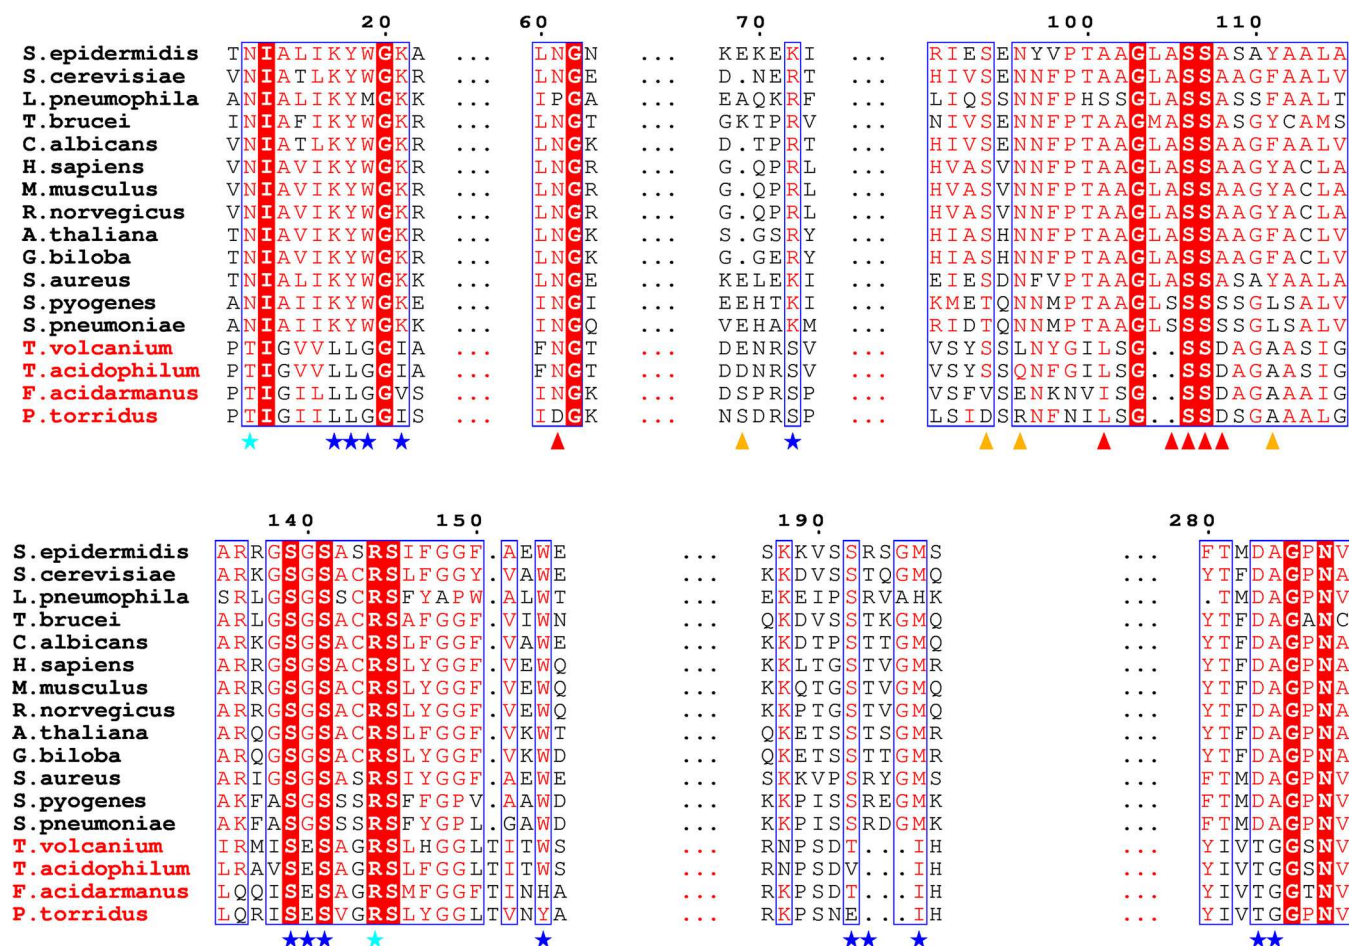 20 60 70 100 110
S.epidermidis TNIALIKYWGKA ... LNGN ... KEKEKI ... RIESENYVPTAAGLASSASAYAALA
S.cerevisiae VNIATLKYWGKR ... LNGE ... D.NERT ... HIVSENNFPTAAGLASSAAGFAALV
L.pneumophila ANIALIKYMGKK ... IPGA ... EAQKRF ... LIQSNNNFPHSSGLASSASSFAALT
T.brucei INIAFIKYWGKR ... LNGT ... GKTPRV ... NIVSENNFPTAAGMASSASGYCAMS
C.albicans VNIATLKYWGKR ... LNGK ... D.TPRT ... HIVSENNFPTAAGLASSAAGFAALV
H.sapiens VNIAVIKYWGKR ... LNGR ... G.QPRL ... HVASVNNFPTAAGLASSAAGYACLA
M.musculus VNIAVIKYWGKR ... LNGR ... G.QPRL ... HVASVNNFPTAAGLASSAAGYACLA
R.norvegicus VNIAVIKYWGKR ... LNGR ... G.QPRL ... HVASVNNFPTAAGLASSAAGYACLA
A.thaliana TNIAVIKYWGKR ... LNGK ... S.GSRY ... HIASHNNFPTAAGLASSAAGFACLV
G.biloba TNIAVIKYWGKR ... LNGK ... G.GERY ... HIASHNNFPTAAGLASSAAGFACLV
S.aureus TNIALIKYWGKK ... LNGE ... KELEKI ... EIESDNFVPTAAGLASSASAYAALA
S.pyogenes ANIAIIKYWGKE ... INGI ... EEHTKI ... KMETQNNMPTAAGLSSSSSGLSALV
S.pneumoniae ANIAIIKYWGKK ... INGQ ... VEHAKM ... RIDTQNNMPTAAGLSSSSSGLSALV
T.volcanium PTIGVVLLGGIA ... FNGT ... DENRSV ... VSYSSLNYGILSG..SSDAGAASIG
T.acidophilum PTIGVVLLGGIA ... FNGT ... DDNRSV ... VSYSSQNFGILSG..SSDAGAASIG
F.acidarmanus PTIGILLLGGVS ... INGK ... DSPRSP ... VSFVSENKNVISG..SSDAGAAAIG
P.torridus PTIGIILLGGIS ... IDGK ... NSDRSP ... LSIDSRNFNILSG..SSDSGAAALG
140 150 190 280
S.epidermidis ARRGSGSASRSIFGGF.AEWE ... SKKVSSRSGMS ... FTMDAGPNV
S.cerevisiae ARKGSGSACRSLFGGY.VAWE ... KKDVSSTQGMQ ... YTFDAGPNA
L.pneumophila SRLGSGSSCRSFYAPW.ALWT ... EKEIPSRVAHK ... .TMDAGPNV
T.brucei ARLGSGSACRSAFGGF.VIWN ... QKDVSSTKGMQ ... YTFDAGANC
C.albicans ARKGSGSACRSLFGGF.VAWE ... KKDTPSTTGMQ ... YTFDAGPNA
H.sapiens ARRGSGSACRSLYGGF.VEWQ ... KKLTGSTVGMR ... YTFDAGPNA
M.musculus ARRGSGSACRSLYGGF.VEWQ ... KKQTGSTVGMR ... YTFDAGPNA
R.norvegicus ARRGSGSACRSLYGGF.VEWQ ... KKPTGSTVGMQ ... YTFDAGPNA
A.thaliana ARQGSGSACRSLFGGF.VKWT ... QKETSSTSGMR ... YTFDAGPNA
G.biloba ARQGSGSACRSLYGGF.VKWD ... QKETSSTTGMR ... YTFDAGPNA
S.aureus ARIGSGSASRSIYGGF.AEWE ... SKKVPSRYGMS ... FTMDAGPNV
S.pyogenes AKFASGSSSRSFFGPV.AAWD ... KKPISSREGMK ... FTMDAGPNV
S.pneumoniae AKFASGSSSRSFYGPL.GAWD ... KKPISSRDGMK ... FTMDAGPNV
T.volcanium IRMISESAGRSLHGGLTITWS ... RNPSDT...IH ... YIVTGGSNV
T.acidophilum LRAVSESAGRSLFGGLTITWS ... RNPSDV...IH ... YIVTGGSNV
F.acidarmanus LQQISESAGRSMFGGFTINHA ... RKPSDT...IH ... YIVTGGTNV
P.torridus LQRISESVGRSLYGGLTVNYA ... RKPSNE...IH ... YIVTGGPNV